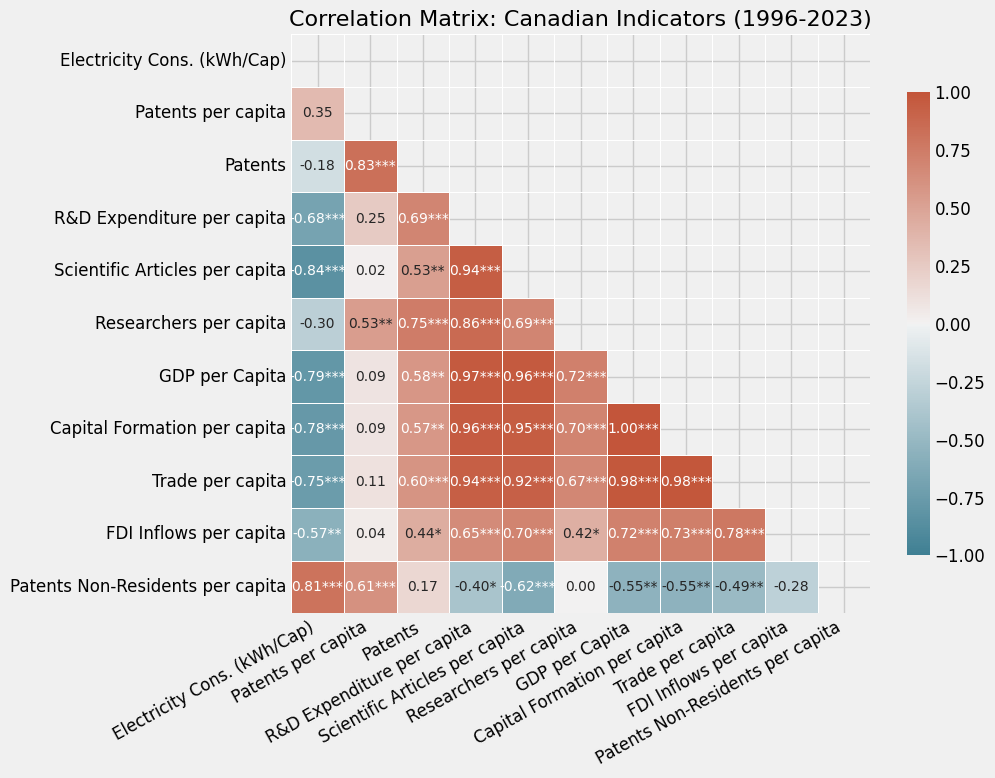 Correlation Matrix: Canadian Indicators (1996-2023)
Electricity Cons. (kWh/Cap)
Patents per capita 0.35
Patents -0.18 0.83***
R&D Expenditure per capita -0.68*** 0.25 0.69***
Scientific Articles per capita -0.84*** 0.02 0.53** 0.94***
Researchers per capita -0.30 0.53** 0.75*** 0.86*** 0.69***
GDP per Capita -0.79*** 0.09 0.58** 0.97*** 0.96*** 0.72***
Capital Formation per capita -0.78*** 0.09 0.57** 0.96*** 0.95*** 0.70*** 1.00***
Trade per capita -0.75*** 0.11 0.60*** 0.94*** 0.92*** 0.67*** 0.98*** 0.98***
FDI Inflows per capita -0.57** 0.04 0.44* 0.65*** 0.70*** 0.42* 0.72*** 0.73*** 0.78***
Patents Non-Residents per capita 0.81*** 0.61*** 0.17 -0.40* -0.62*** 0.00 -0.55** -0.55** -0.49** -0.28
Electricity Cons. (kWh/Cap)
Patents per capita
Patents
R&D Expenditure per capita
Scientific Articles per capita
Researchers per capita
GDP per Capita
Capital Formation per capita
Trade per capita
FDI Inflows per capita
Patents Non-Residents per capita
1.00
0.75
0.50
0.25
0.00
−0.25
−0.50
−0.75
−1.00